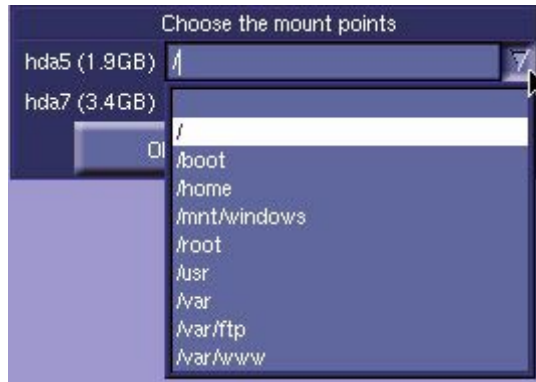 Choose the mount points
hda5 (1.9GB) /
hda7 (3.4GB)
/
/boot
/home
/mnt/windows
/root
/usr
/var
/var/ftp
/var/www